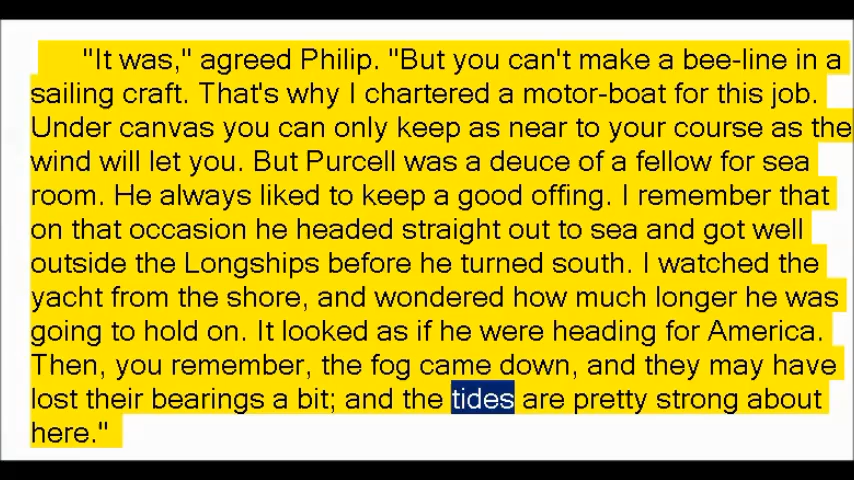 "It was," agreed Philip. "But you can't make a bee-line in a
sailing craft. That's why I chartered a motor-boat for this job.
Under canvas you can only keep as near to your course as the
wind will let you. But Purcell was a deuce of a fellow for sea
room. He always liked to keep a good offing. I remember that
on that occasion he headed straight out to sea and got well
outside the Longships before he turned south. I watched the
yacht from the shore, and wondered how much longer he was
going to hold on. It looked as if he were heading for America.
Then, you remember, the fog came down, and they may have
lost their bearings a bit; and the tides are pretty strong about
here."